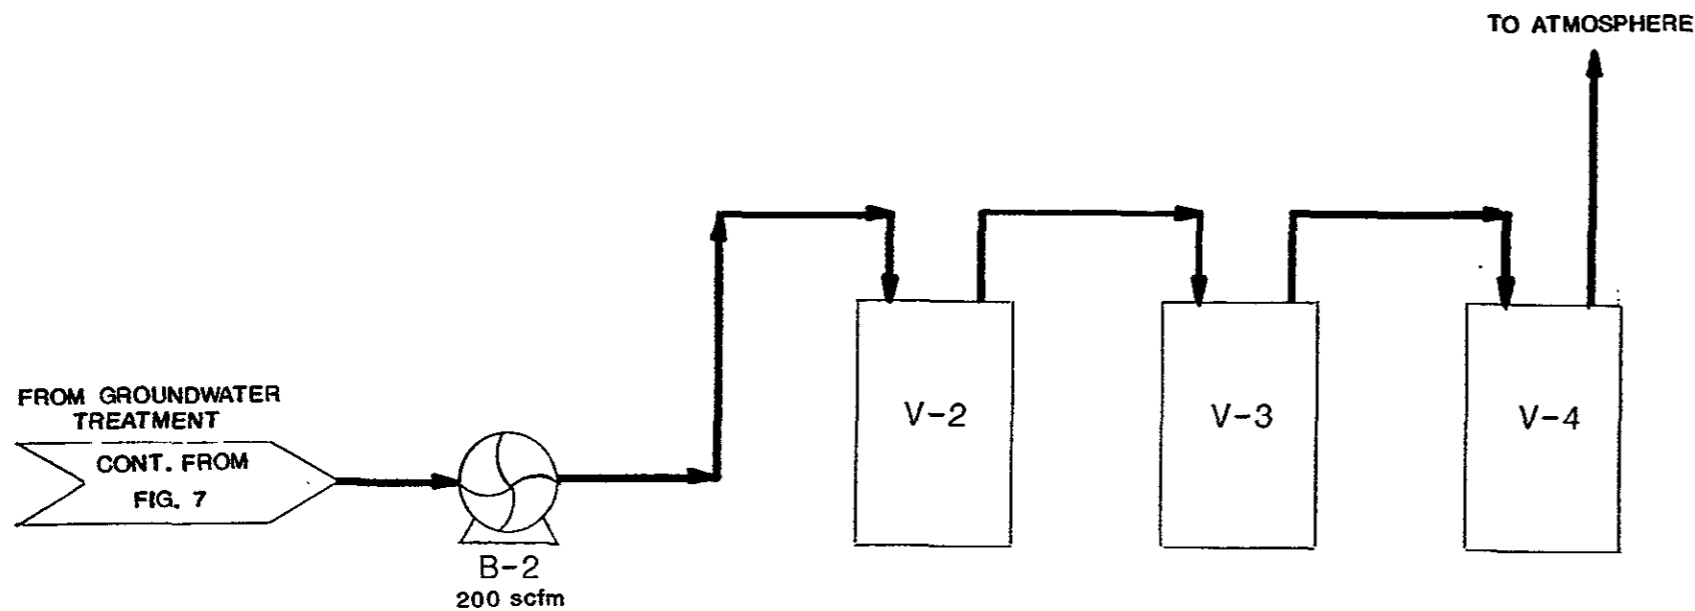 TO ATMOSPHERE
FROM GROUNDWATER
TREATMENT
CONT. FROM
FIG. 7
B-2
200 scfm
V-2
V-3
V-4